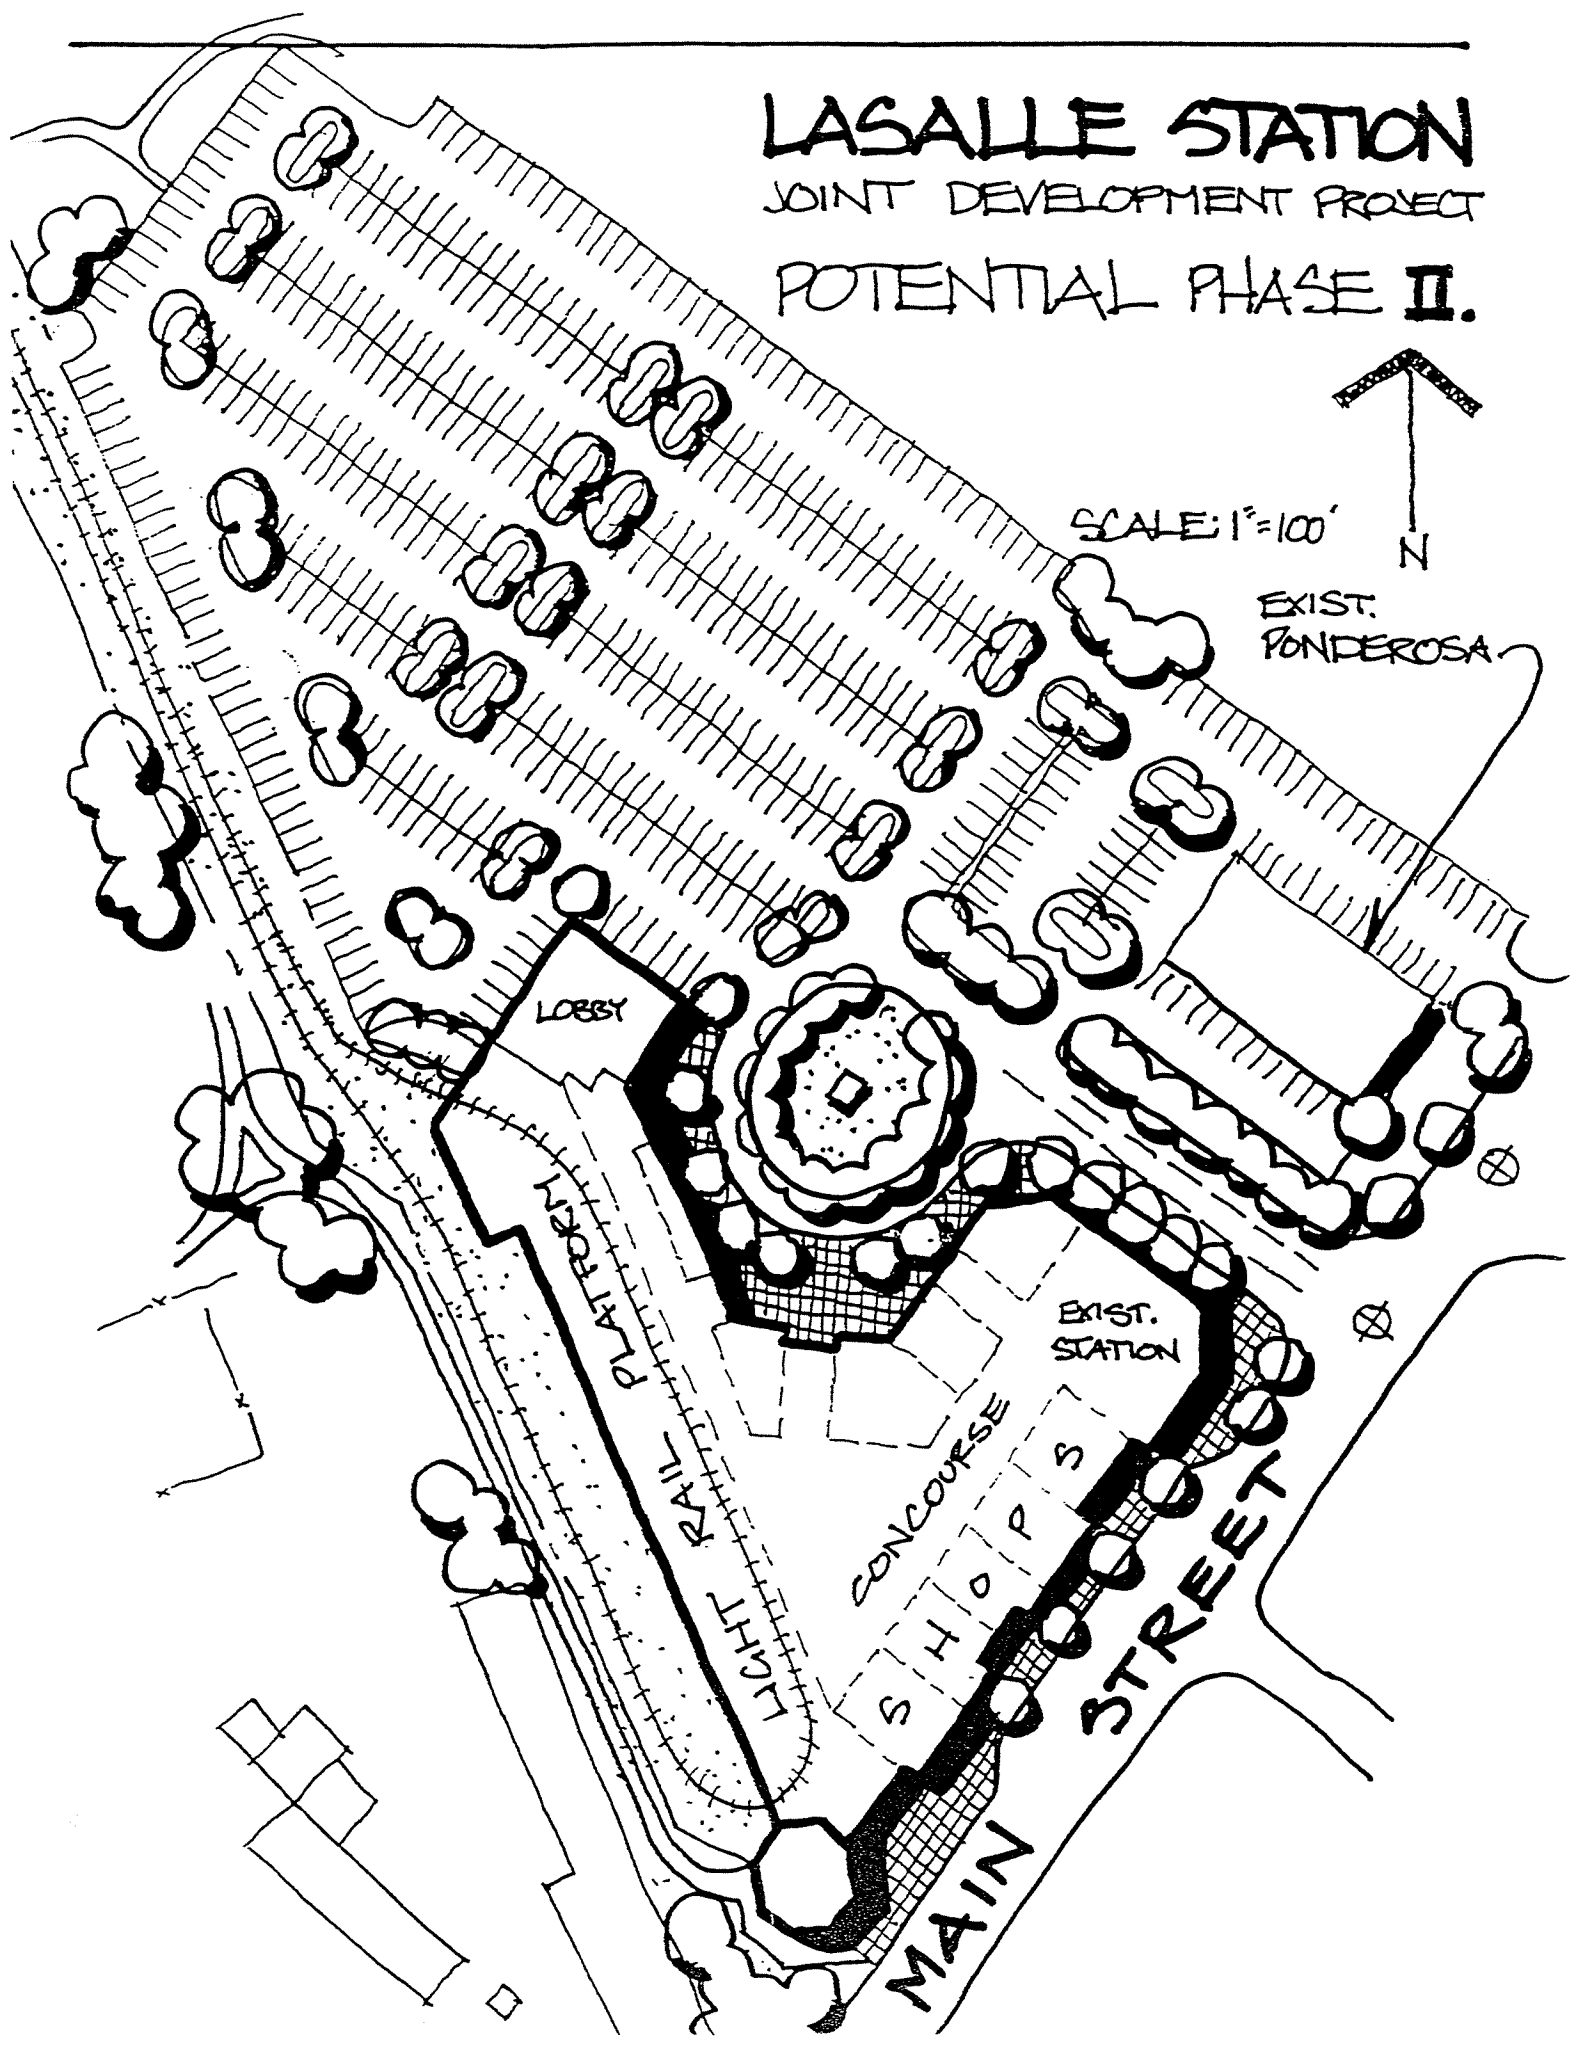 LASALLE STATION
JOINT DEVELOPMENT PROJECT
POTENTIAL PHASE II.
SCALE: 1"=100'
N
EXIST.
PONDEROSA
LOBBY
LIGHT RAIL PLATFORM
EXIST.
STATION
CONCOURSE
SHOPS
MAIN STREET